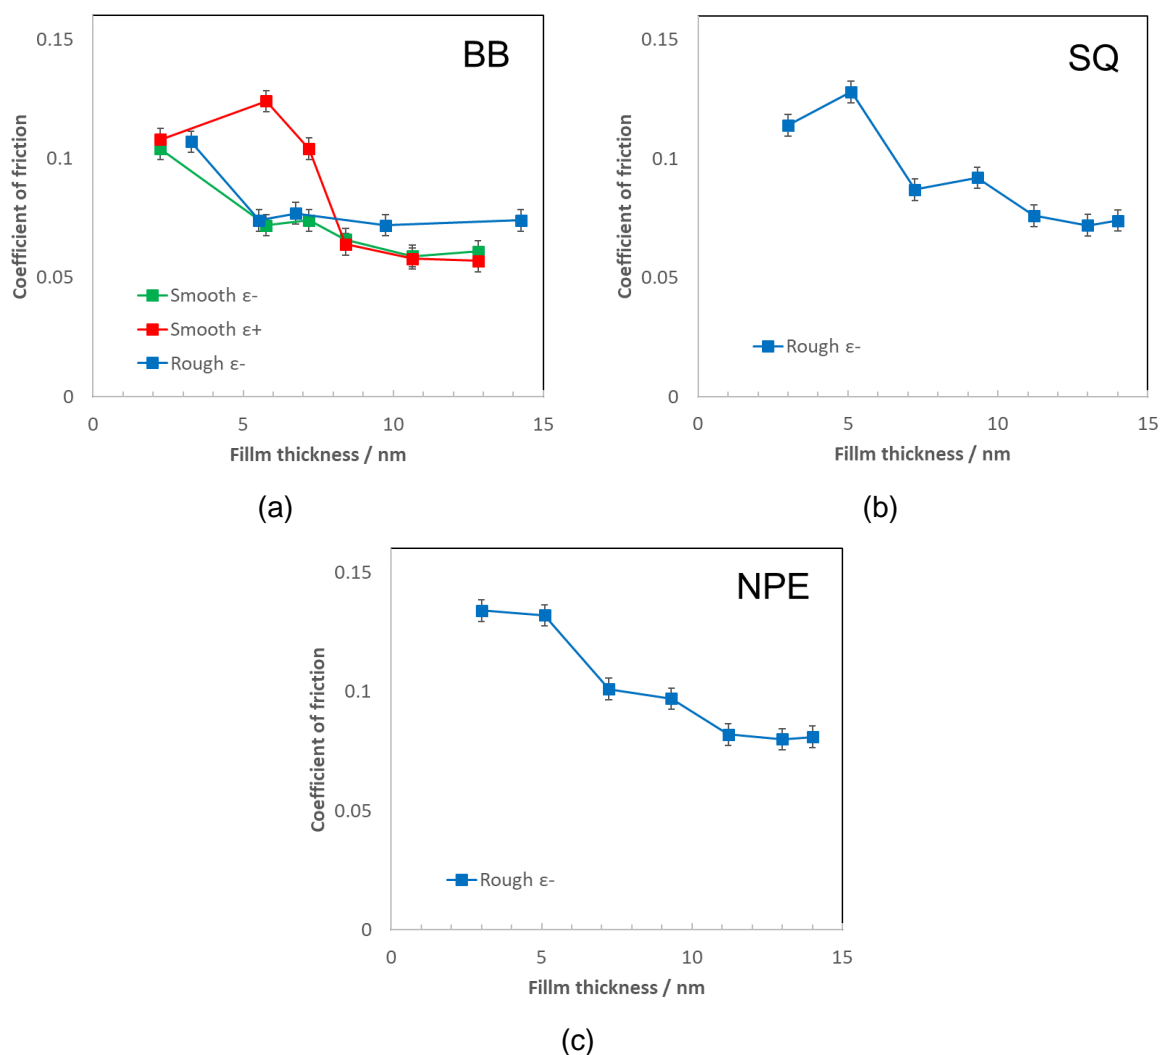 BB
0.15
0.1
0.05
0
Coefficient of friction
Smooth ε-
Smooth ε+
Rough ε-
0 5 10 15
Fillm thickness / nm
(a)
SQ
0.15
0.1
0.05
0
Coefficient of friction
Rough ε-
0 5 10 15
Fillm thickness / nm
(b)
NPE
0.15
0.1
0.05
0
Coefficient of friction
Rough ε-
0 5 10 15
Fillm thickness / nm
(c)